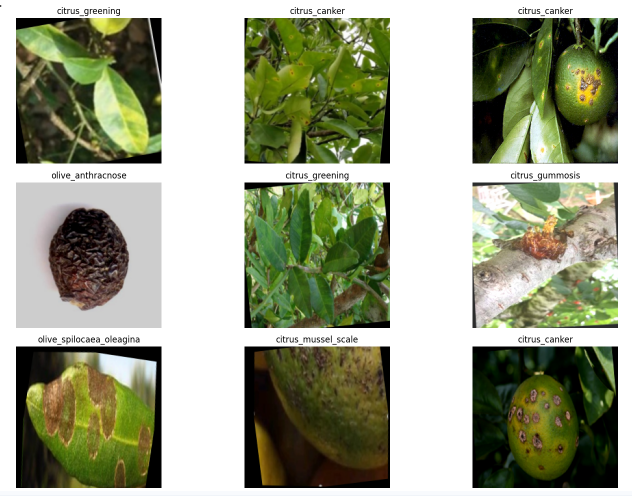 citrus_greening
citrus_canker
citrus_canker
olive_anthracnose
citrus_greening
citrus_gummosis
olive_spilocaea_oleagina
citrus_mussel_scale
citrus_canker